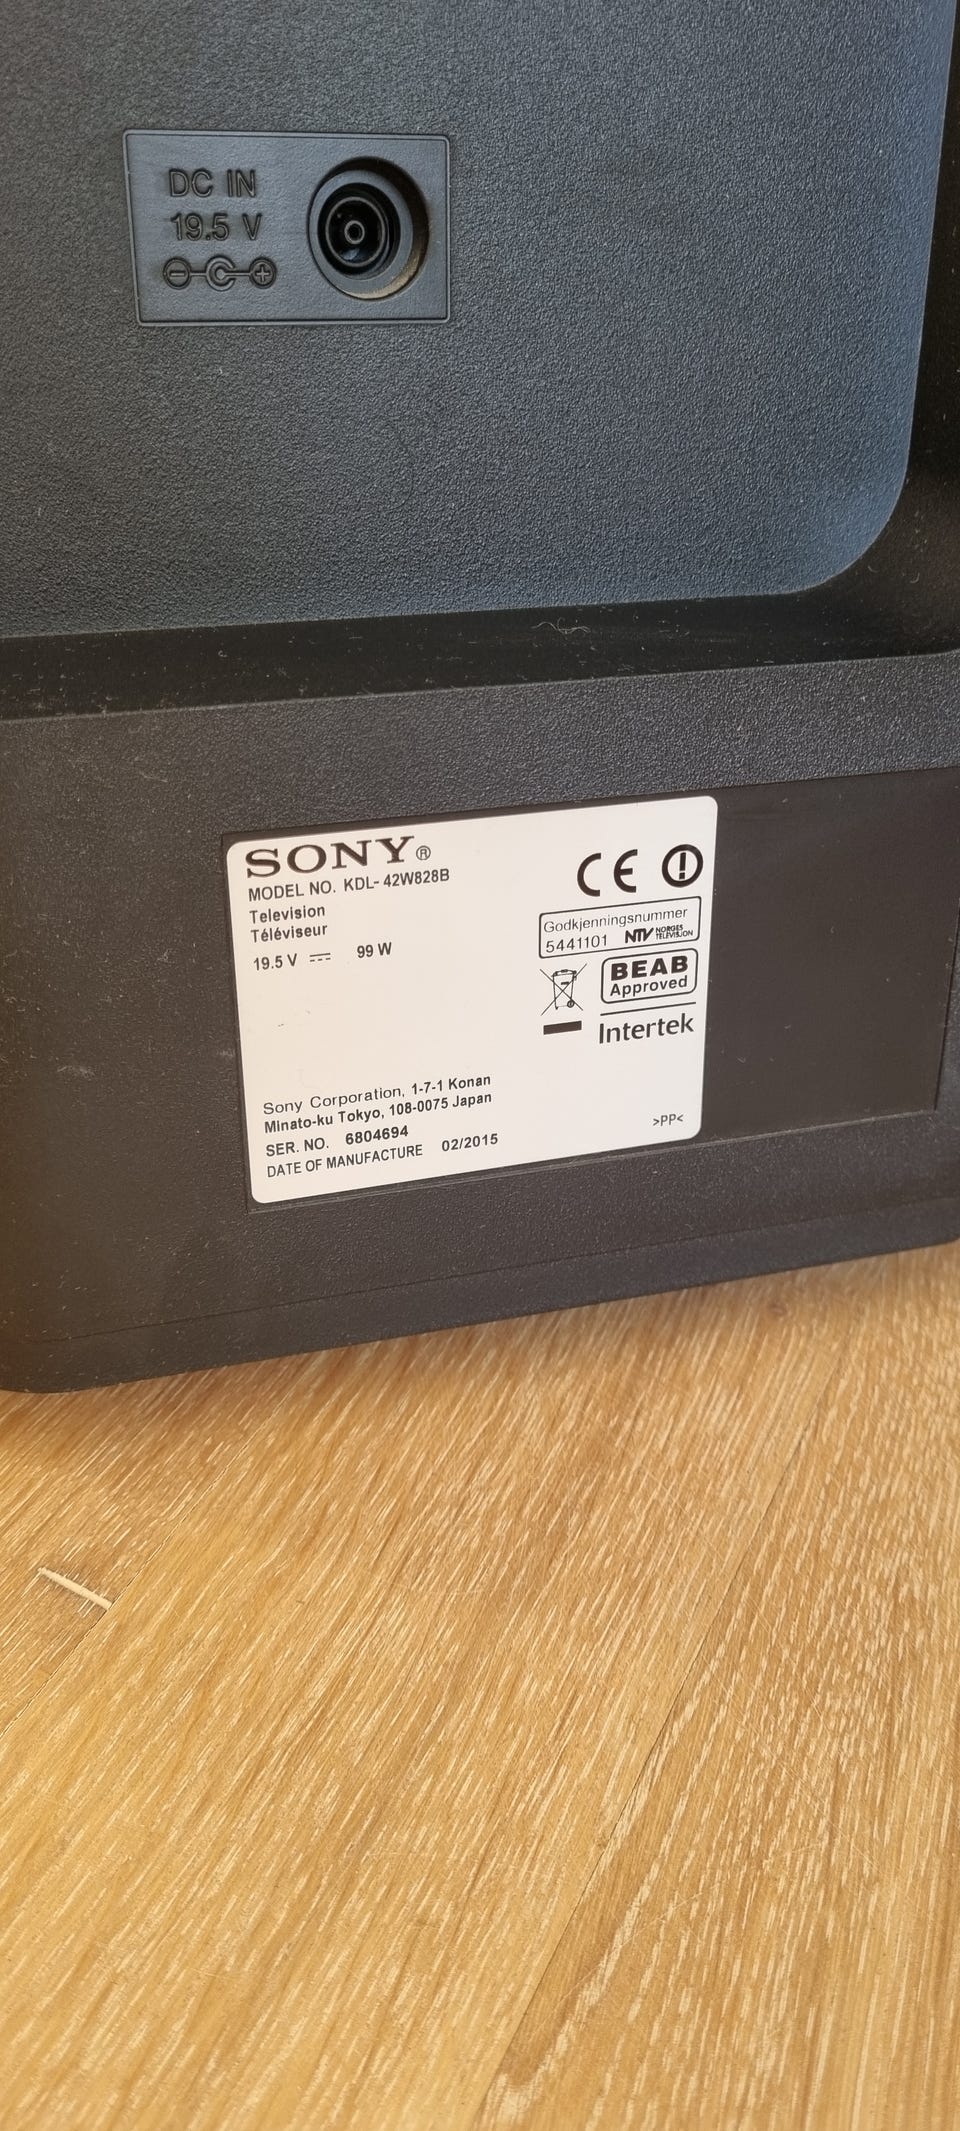 DC IN
19.5 V
SONY®
MODEL NO. KDL-42W828B
Television
Téléviseur
19.5 V ⎓ 99 W
CE
Godkjenningsnummer
5441101 NTV NORGES TELEVISJON
BEAB
Approved
Intertek
Sony Corporation, 1-7-1 Konan
Minato-ku Tokyo, 108-0075 Japan
SER. NO. 6804694
DATE OF MANUFACTURE 02/2015
>PP<